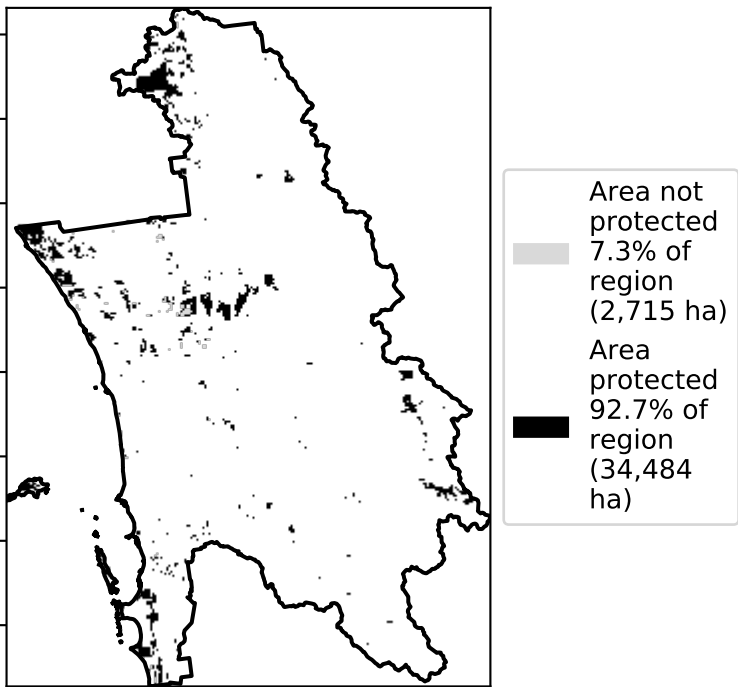 Area not
protected
7.3% of
region
(2,715 ha)
Area
protected
92.7% of
region
(34,484
ha)